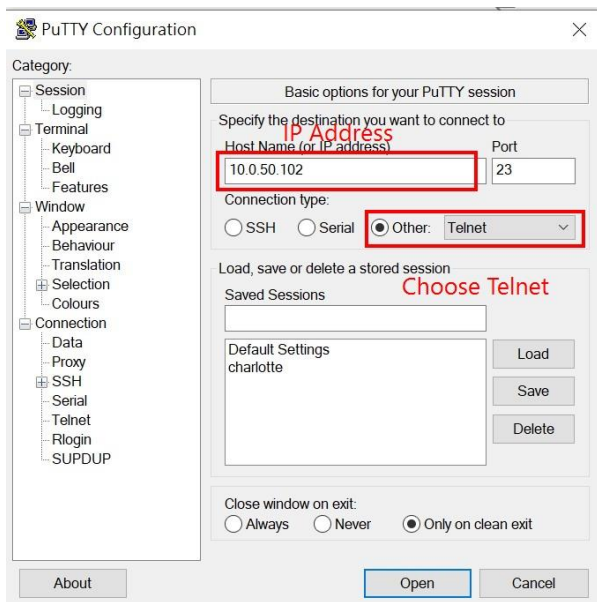 PuTTY Configuration
Category:
Session
Logging
Terminal
Keyboard
Bell
Features
Window
Appearance
Behaviour
Translation
Selection
Colours
Connection
Data
Proxy
SSH
Serial
Telnet
Rlogin
SUPDUP
Basic options for your PuTTY session
Specify the destination you want to connect to
IP Address
Host Name (or IP address) Port
10.0.50.102 23
Connection type:
SSH Serial Other: Telnet
Load, save or delete a stored session
Choose Telnet
Saved Sessions
Default Settings
charlotte
Load
Save
Delete
Close window on exit:
Always Never Only on clean exit
About Open Cancel